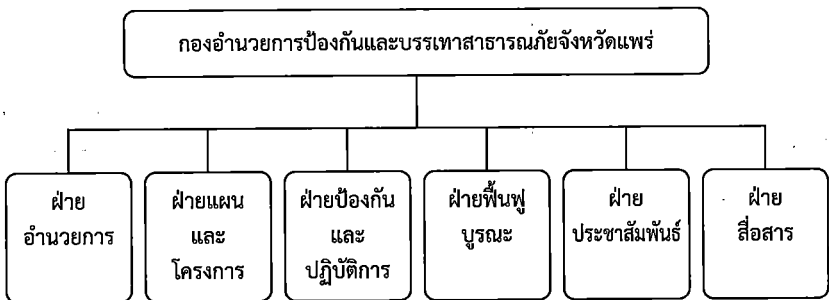 กองอำนวยการป้องกันและบรรเทาสาธารณภัยจังหวัดแพร่
ฝ่าย
อำนวยการ
ฝ่ายแผน
และ
โครงการ
ฝ่ายป้องกัน
และ
ปฏิบัติการ
ฝ่ายฟื้นฟู
บูรณะ
ฝ่าย
ประชาสัมพันธ์
ฝ่าย
สื่อสาร